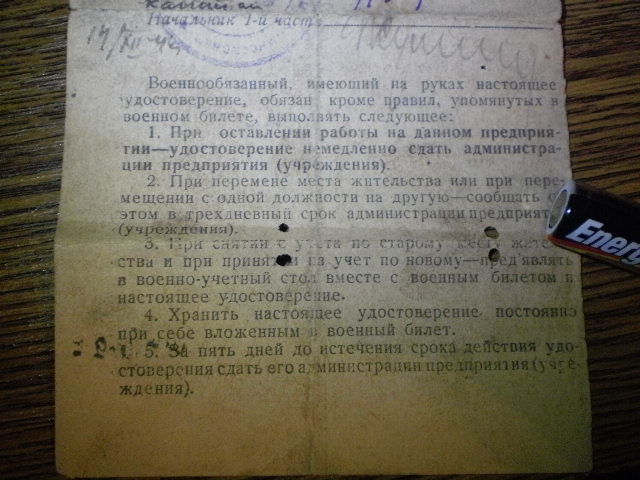 Начальник 1-й част
14/XII-44
Военнообязанный, имеющий на руках настоящее
удостоверение, обязан кроме правил, упомянутых в
военном билете, выполнять следующее:
1. При оставлении работы на данном предприя-
тии—удостоверение немедленно сдать администра-
ции предприятия (учреждения).
2. При перемене места жительства или при пере-
мещении с одной должности на другую—сообщать о
этом в трехдневный срок администрации предприят
(учреждения).
3. При снятии с учета по старому месту жите
ства и при принятии на учет по новому—пред'являть
в военно-учетный стол вместе с военным билетом и
настоящее удостоверение.
4. Хранить настоящее удостоверение постоянно
при себе вложенным в военный билет.
5. За пять дней до истечения срока действия удо-
стоверения сдать его администрации предприятия (учре-
ждения).
Energ